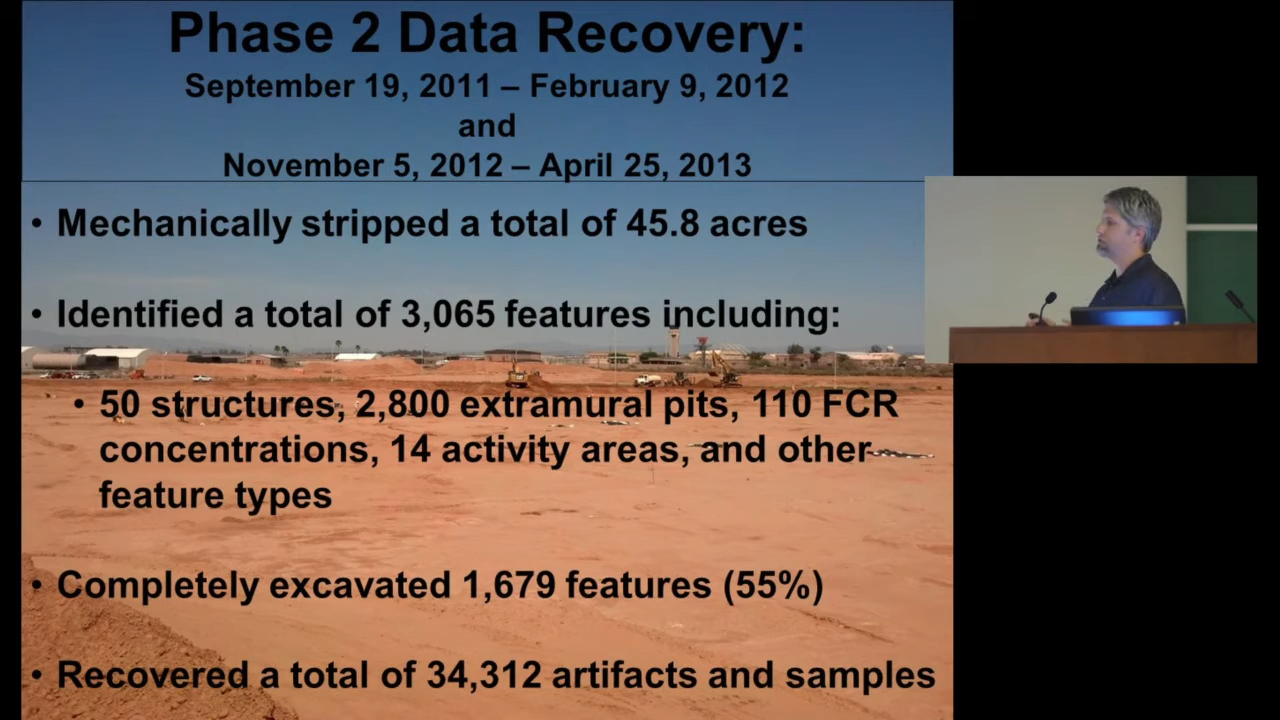 Phase 2 Data Recovery:
September 19, 2011 – February 9, 2012
and
November 5, 2012 – April 25, 2013
• Mechanically stripped a total of 45.8 acres
• Identified a total of 3,065 features including:
• 50 structures, 2,800 extramural pits, 110 FCR
concentrations, 14 activity areas, and other
feature types
• Completely excavated 1,679 features (55%)
• Recovered a total of 34,312 artifacts and samples